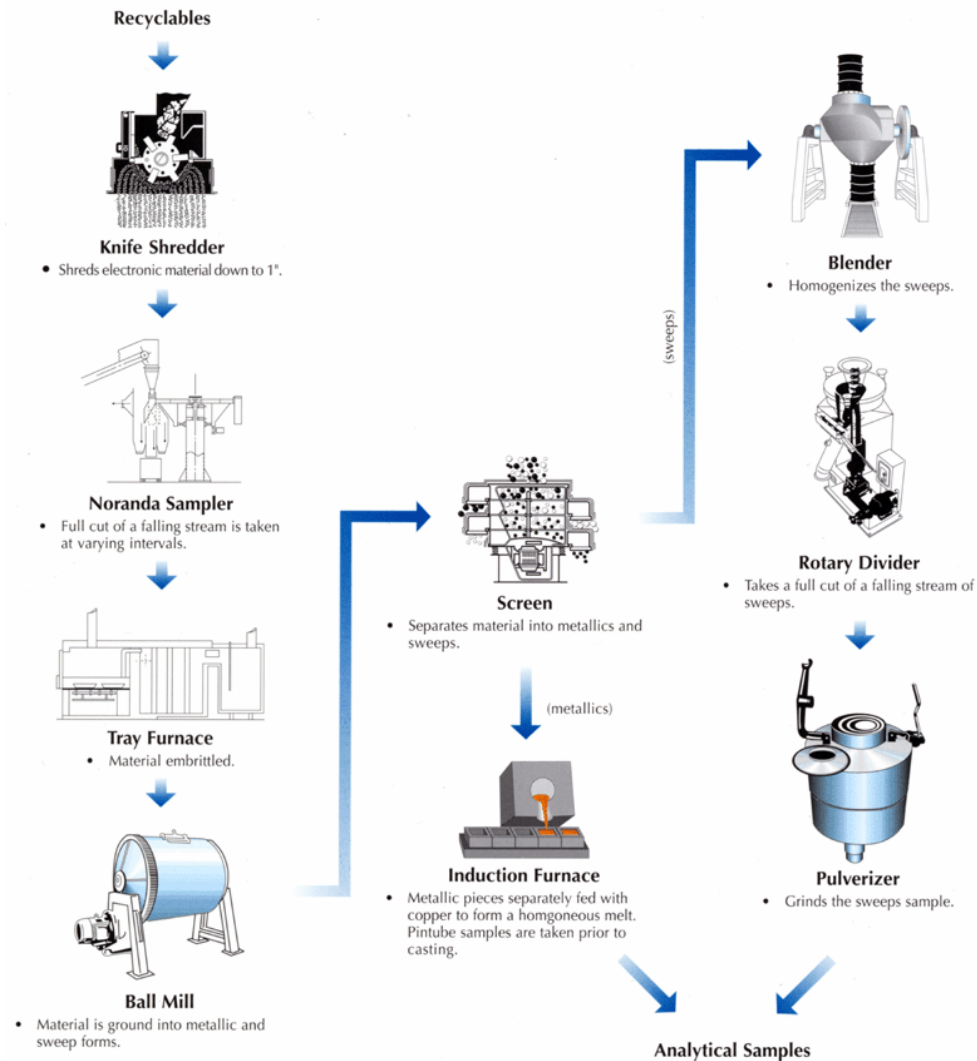 Recyclables
Knife Shredder
• Shreds electronic material down to 1".
Noranda Sampler
• Full cut of a falling stream is taken
at varying intervals.
Tray Furnace
• Material embrittled.
Ball Mill
• Material is ground into metallic and
sweep forms.
Screen
• Separates material into metallics and
sweeps.
(metallics)
Induction Furnace
• Metallic pieces separately fed with
copper to form a homgoneous melt.
Pintube samples are taken prior to
casting.
(sweeps)
Blender
• Homogenizes the sweeps.
Rotary Divider
• Takes a full cut of a falling stream of
sweeps.
Pulverizer
• Grinds the sweeps sample.
Analytical Samples